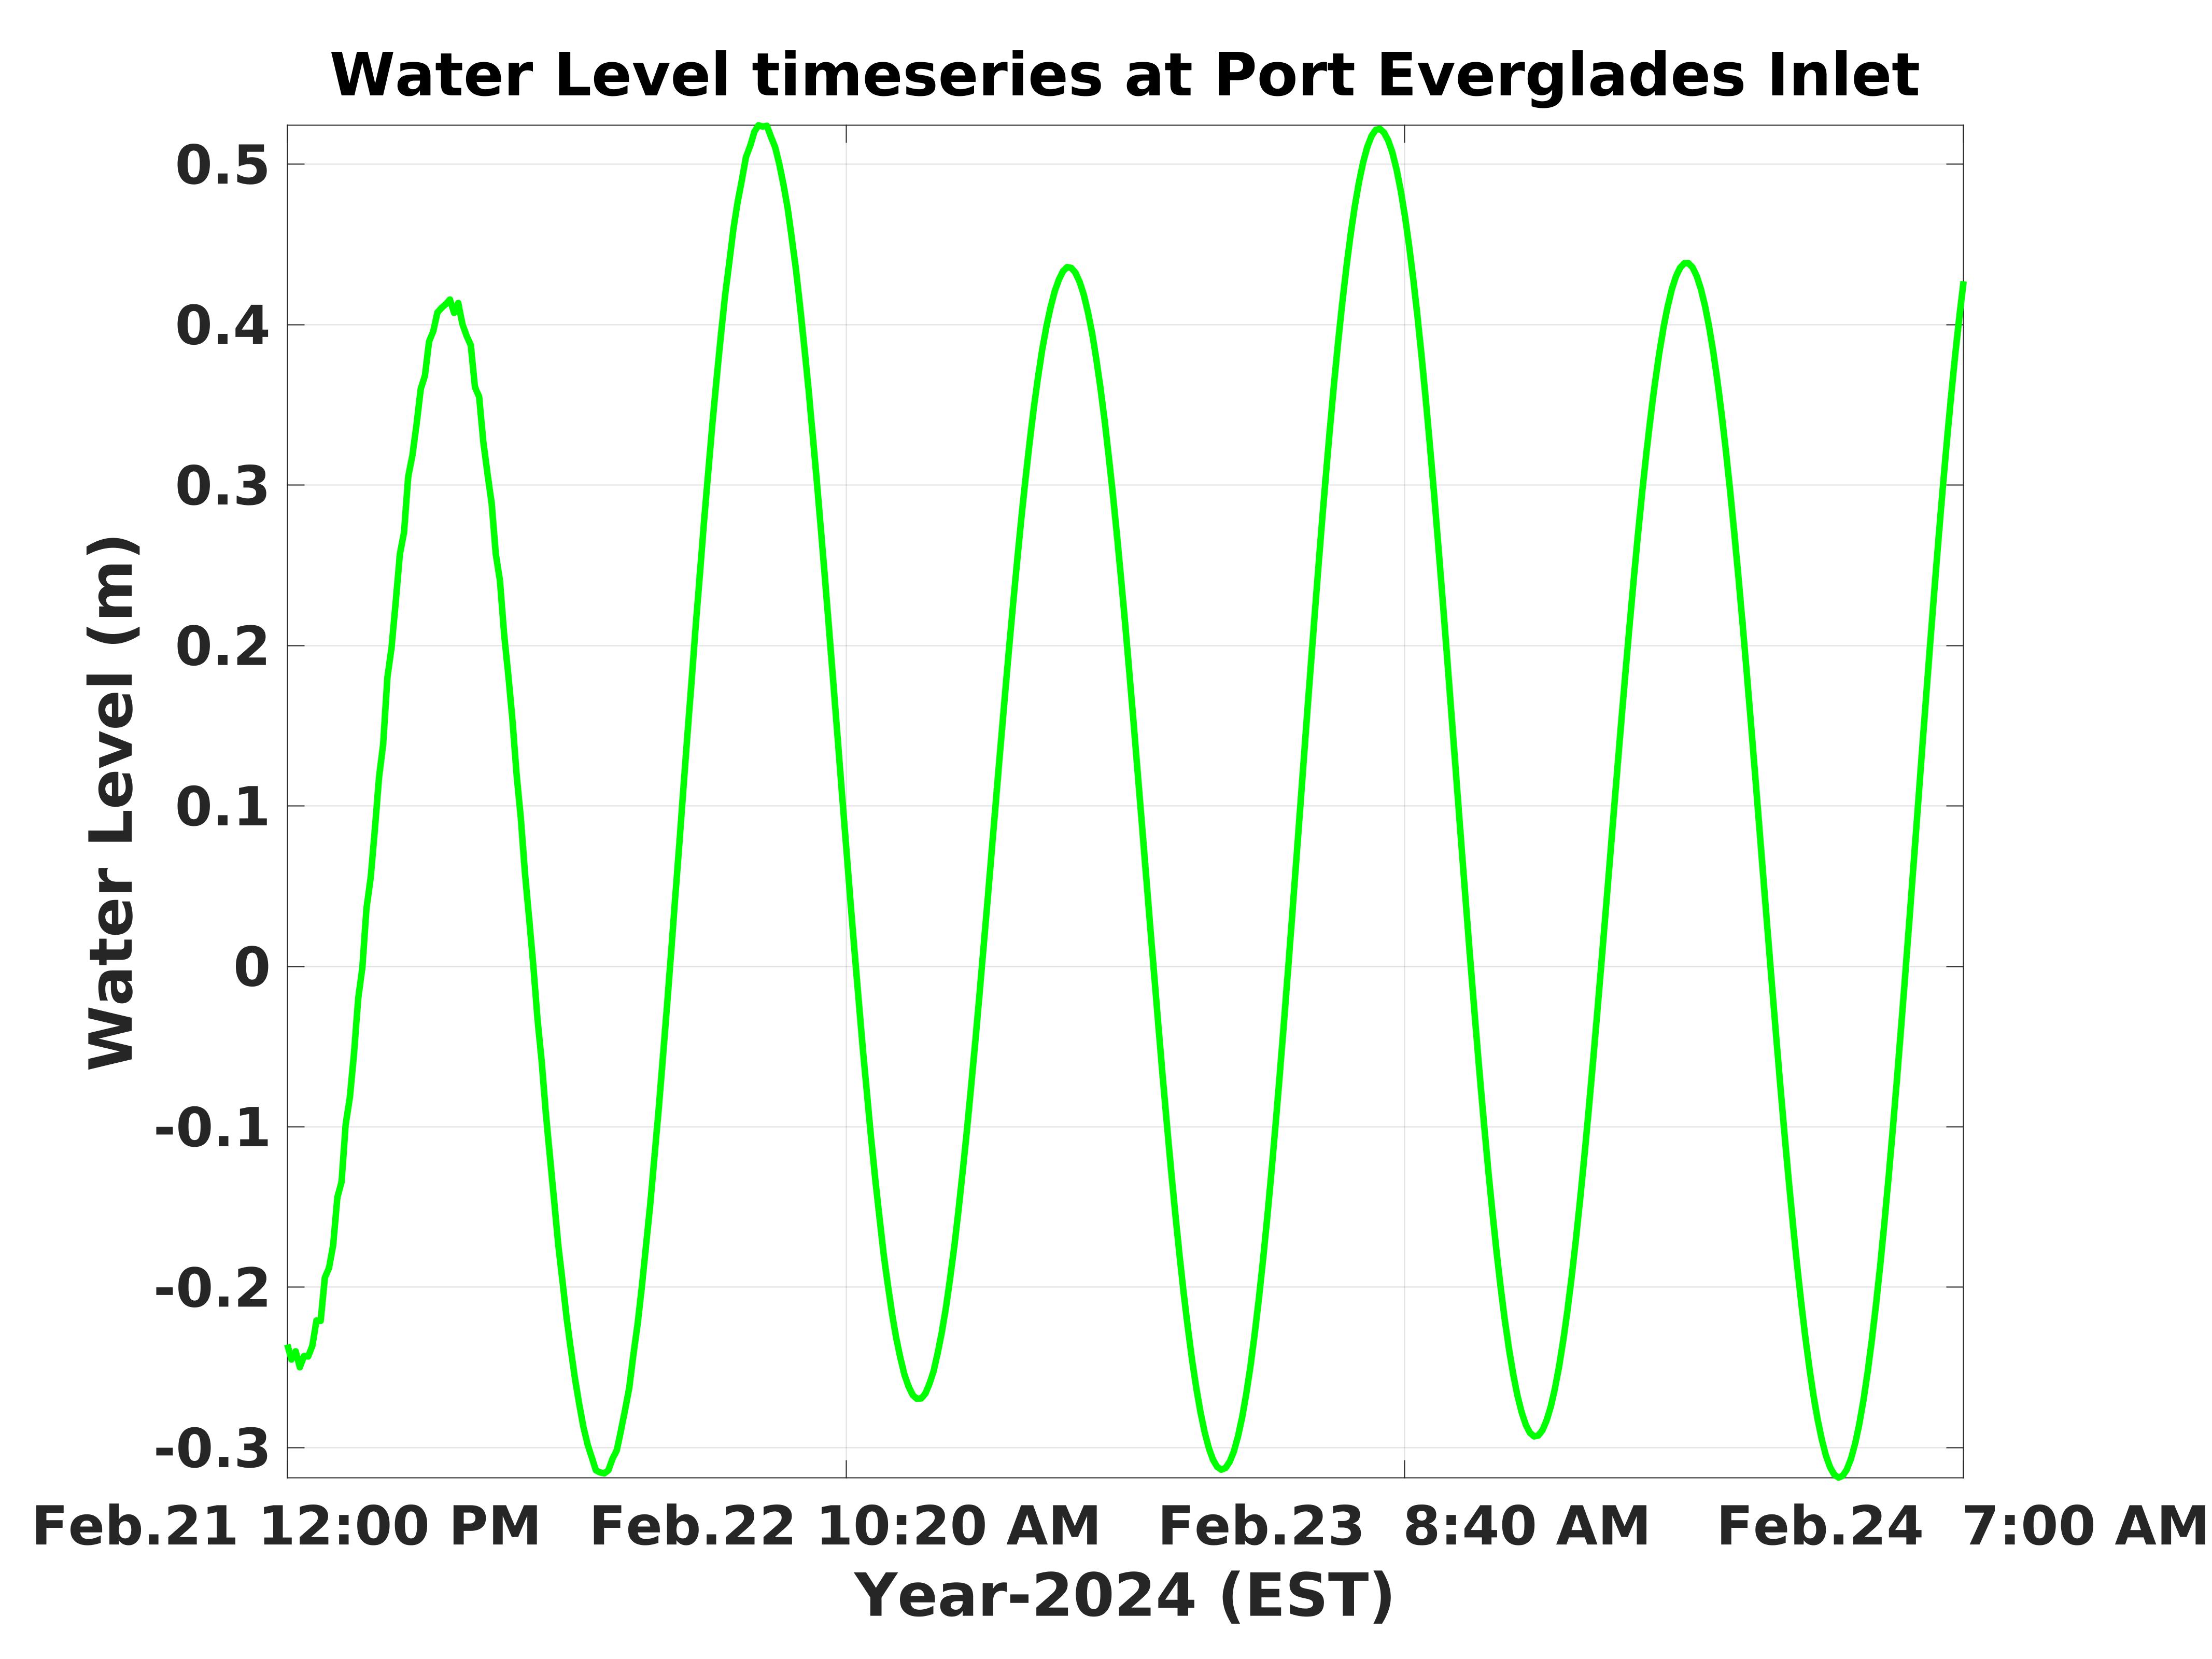 Water Level timeseries at Port Everglades Inlet
0.5
0.4
0.3
0.2
0.1
0
-0.1
-0.2
-0.3
Water Level (m)
Feb.21 12:00 PM Feb.22 10:20 AM Feb.23 8:40 AM Feb.24 7:00 AM
Year-2024 (EST)